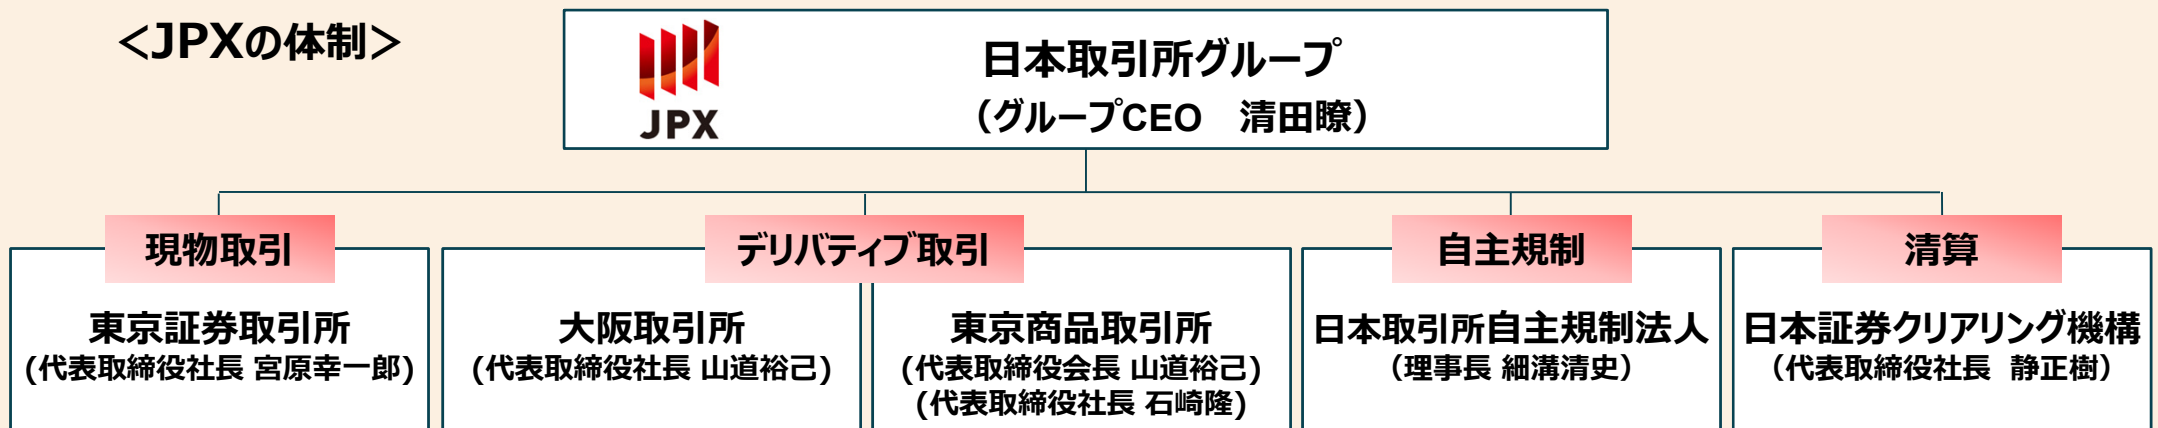 ＜JPXの体制＞
JPX
日本取引所グループ
（グループCEO　清田瞭）
現物取引
東京証券取引所
(代表取締役社長 宮原幸一郎)
デリバティブ取引
大阪取引所
(代表取締役社長 山道裕己)
東京商品取引所
(代表取締役会長 山道裕己)
(代表取締役社長 石崎隆)
自主規制
日本取引所自主規制法人
（理事長 細溝清史）
清算
日本証券クリアリング機構
（代表取締役社長 静正樹）